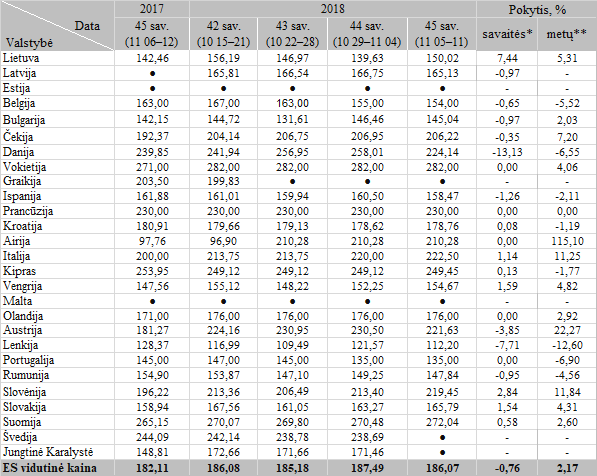 Data 2017 2018 Pokytis, %
Valstybė 45 sav. (11 06–12) 42 sav. (10 15–21) 43 sav. (10 22–28) 44 sav. (10 29–11 04) 45 sav. (11 05–11) savaitės* metų**
Lietuva 142,46 156,19 146,97 139,63 150,02 7,44 5,31
Latvija ● 165,81 166,54 166,75 165,13 -0,97 -
Estija ● ● ● ● ● - -
Belgija 163,00 167,00 163,00 155,00 154,00 -0,65 -5,52
Bulgarija 142,15 144,72 131,61 146,46 145,04 -0,97 2,03
Čekija 192,37 204,14 206,75 206,95 206,22 -0,35 7,20
Danija 239,85 241,94 256,95 258,01 224,14 -13,13 -6,55
Vokietija 271,00 282,00 282,00 282,00 282,00 0,00 4,06
Graikija 203,50 199,83 ● ● ● - -
Ispanija 161,88 161,01 159,94 160,50 158,47 -1,26 -2,11
Prancūzija 230,00 230,00 230,00 230,00 230,00 0,00 0,00
Kroatija 180,91 179,66 179,13 178,62 178,76 0,08 -1,19
Airija 97,76 96,90 210,28 210,28 210,28 0,00 115,10
Italija 200,00 213,75 213,75 220,00 222,50 1,14 11,25
Kipras 253,95 249,12 249,12 249,12 249,45 0,13 -1,77
Vengrija 147,56 155,12 148,22 152,25 154,67 1,59 4,82
Malta ● ● ● ● ● - -
Olandija 171,00 176,00 176,00 176,00 176,00 0,00 2,92
Austrija 181,27 224,16 230,95 230,50 221,63 -3,85 22,27
Lenkija 128,37 116,99 109,49 121,57 112,20 -7,71 -12,60
Portugalija 145,00 147,00 145,00 135,00 135,00 0,00 -6,90
Rumunija 154,90 153,87 147,10 149,25 147,84 -0,95 -4,56
Slovėnija 196,22 213,36 206,49 213,40 219,45 2,84 11,84
Slovakija 158,94 167,56 161,05 163,27 165,79 1,54 4,31
Suomija 265,15 270,07 269,80 270,48 272,04 0,58 2,60
Švedija 244,09 242,14 238,78 238,69 ● - -
Jungtinė Karalystė 148,81 172,66 171,66 171,46 ● - -
ES vidutinė kaina 182,11 186,08 185,18 187,49 186,07 -0,76 2,17